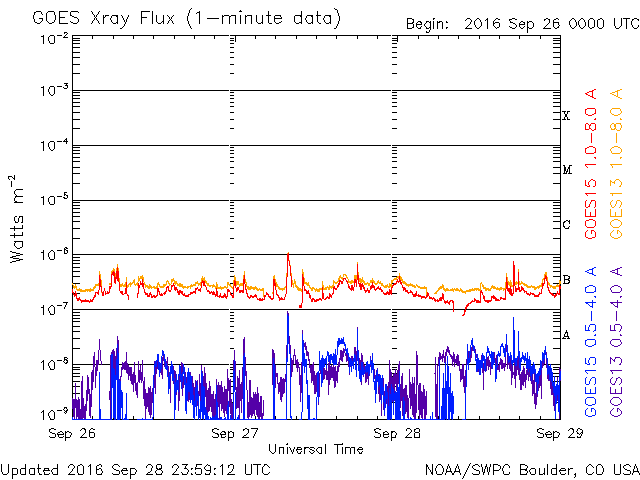 GOES Xray Flux (1-minute data)
Begin: 2016 Sep 26 0000 UTC
10⁻²
10⁻³
10⁻⁴
10⁻⁵
10⁻⁶
10⁻⁷
10⁻⁸
10⁻⁹
Watts m⁻²
X
M
C
B
A
GOES15 1.0-8.0 A
GOES13 1.0-8.0 A
GOES15 0.5-4.0 A
GOES13 0.5-4.0 A
Sep 26
Sep 27
Sep 28
Sep 29
Universal Time
Updated 2016 Sep 28 23:59:12 UTC
NOAA/SWPC Boulder, CO USA